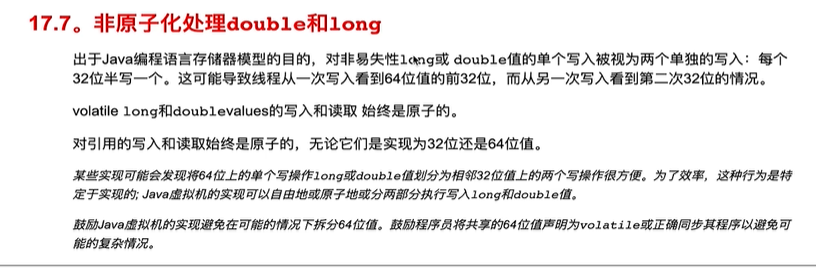 17.7。非原子化处理double和long
出于Java编程语言存储器模型的目的，对非易失性long或 double值的单个写入被视为两个单独的写入：每个
32位半写一个。这可能导致线程从一次写入看到64位值的前32位，而从另一次写入看到第二次32位的情况。
volatile long和doublevalues的写入和读取 始终是原子的。
对引用的写入和读取始终是原子的，无论它们是实现为32位还是64位值。
某些实现可能会发现将64位上的单个写操作long或double值划分为相邻32位值上的两个写操作很方便。为了效率，这种行为是特
定于实现的; Java虚拟机的实现可以自由地或原子地或分两部分执行写入long和double值。
鼓励Java虚拟机的实现避免在可能的情况下拆分64位值。鼓励程序员将共享的64位值声明为volatile或正确同步其程序以避免可
能的复杂情况。